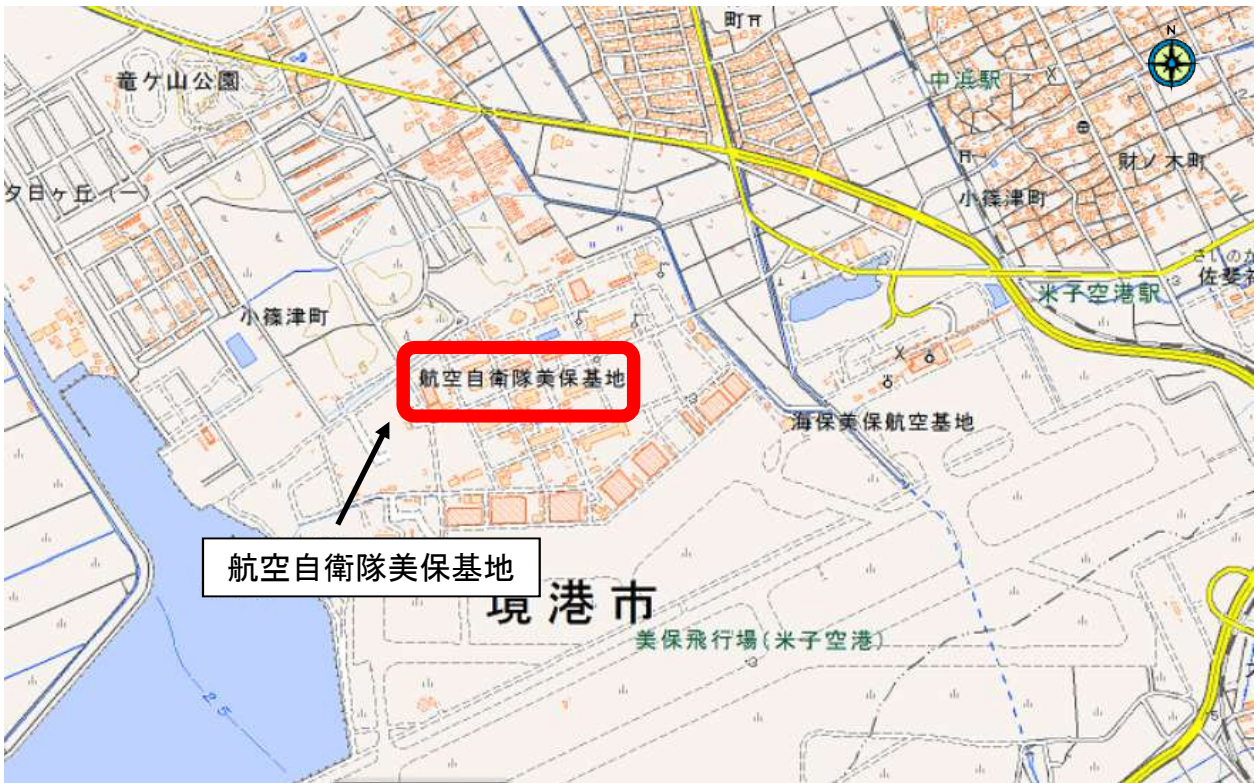 町
N
竜ケ山公園
中浜駅
財ノ木町
夕日ヶ丘(一)
小篠津町
さいのか
佐斐神
米子空港駅
小篠津町
航空自衛隊美保基地
海保美保航空基地
航空自衛隊美保基地
境港市
美保飛行場(米子空港)
3
3
3
2.5
5